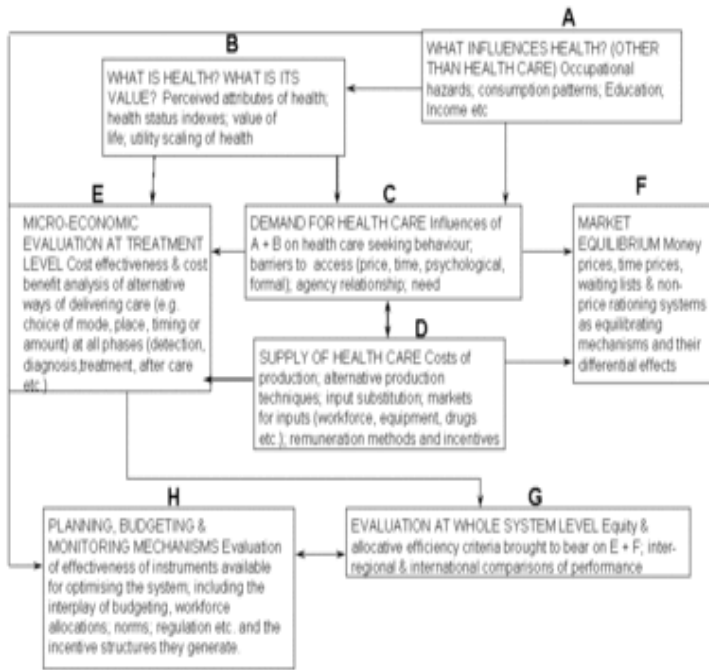 A
WHAT INFLUENCES HEALTH? (OTHER
THAN HEALTH CARE) Occupational
hazards; consumption patterns; Education;
Income etc
B
WHAT IS HEALTH? WHAT IS ITS
VALUE? Perceived attributes of health;
health status indexes; value of
life; utility scaling of health
E
MICRO-ECONOMIC
EVALUATION AT TREATMENT
LEVEL Cost effectiveness & cost
benefit analysis of alternative
ways of delivering care (e.g.
choice of mode, place, timing or
amount) at all phases (detection,
diagnosis,treatment, after care
etc.)
C
DEMAND FOR HEALTH CARE Influences of
A + B on health care seeking behaviour;
barriers to access (price, time, psychological,
formal); agency relationship; need
F
MARKET
EQUILIBRIUM Money
prices, time prices,
waiting lists & non-
price rationing systems
as equilibrating
mechanisms and their
differential effects
D
SUPPLY OF HEALTH CARE Costs of
production; alternative production
techniques; input substitution; markets
for inputs (workforce, equipment, drugs
etc.); remuneration methods and incentives
H
PLANNING, BUDGETING &
MONITORING MECHANISMS Evaluation
of effectiveness of instruments available
for optimising the system; including the
interplay of budgeting, workforce
allocations; norms; regulation etc. and the
incentive structures they generate.
G
EVALUATION AT WHOLE SYSTEM LEVEL Equity &
allocative efficiency criteria brought to bear on E + F; inter-
regional & international comparisons of performance